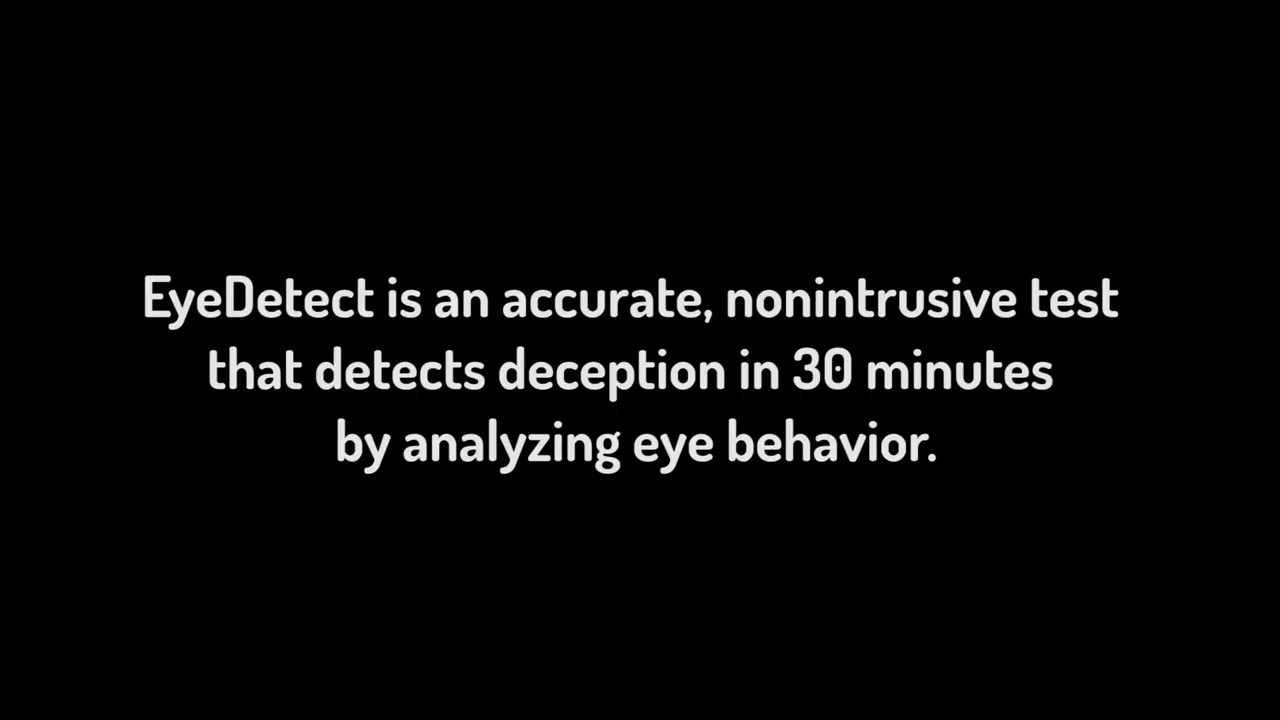 EyeDetect is an accurate, nonintrusive test
that detects deception in 30 minutes
by analyzing eye behavior.